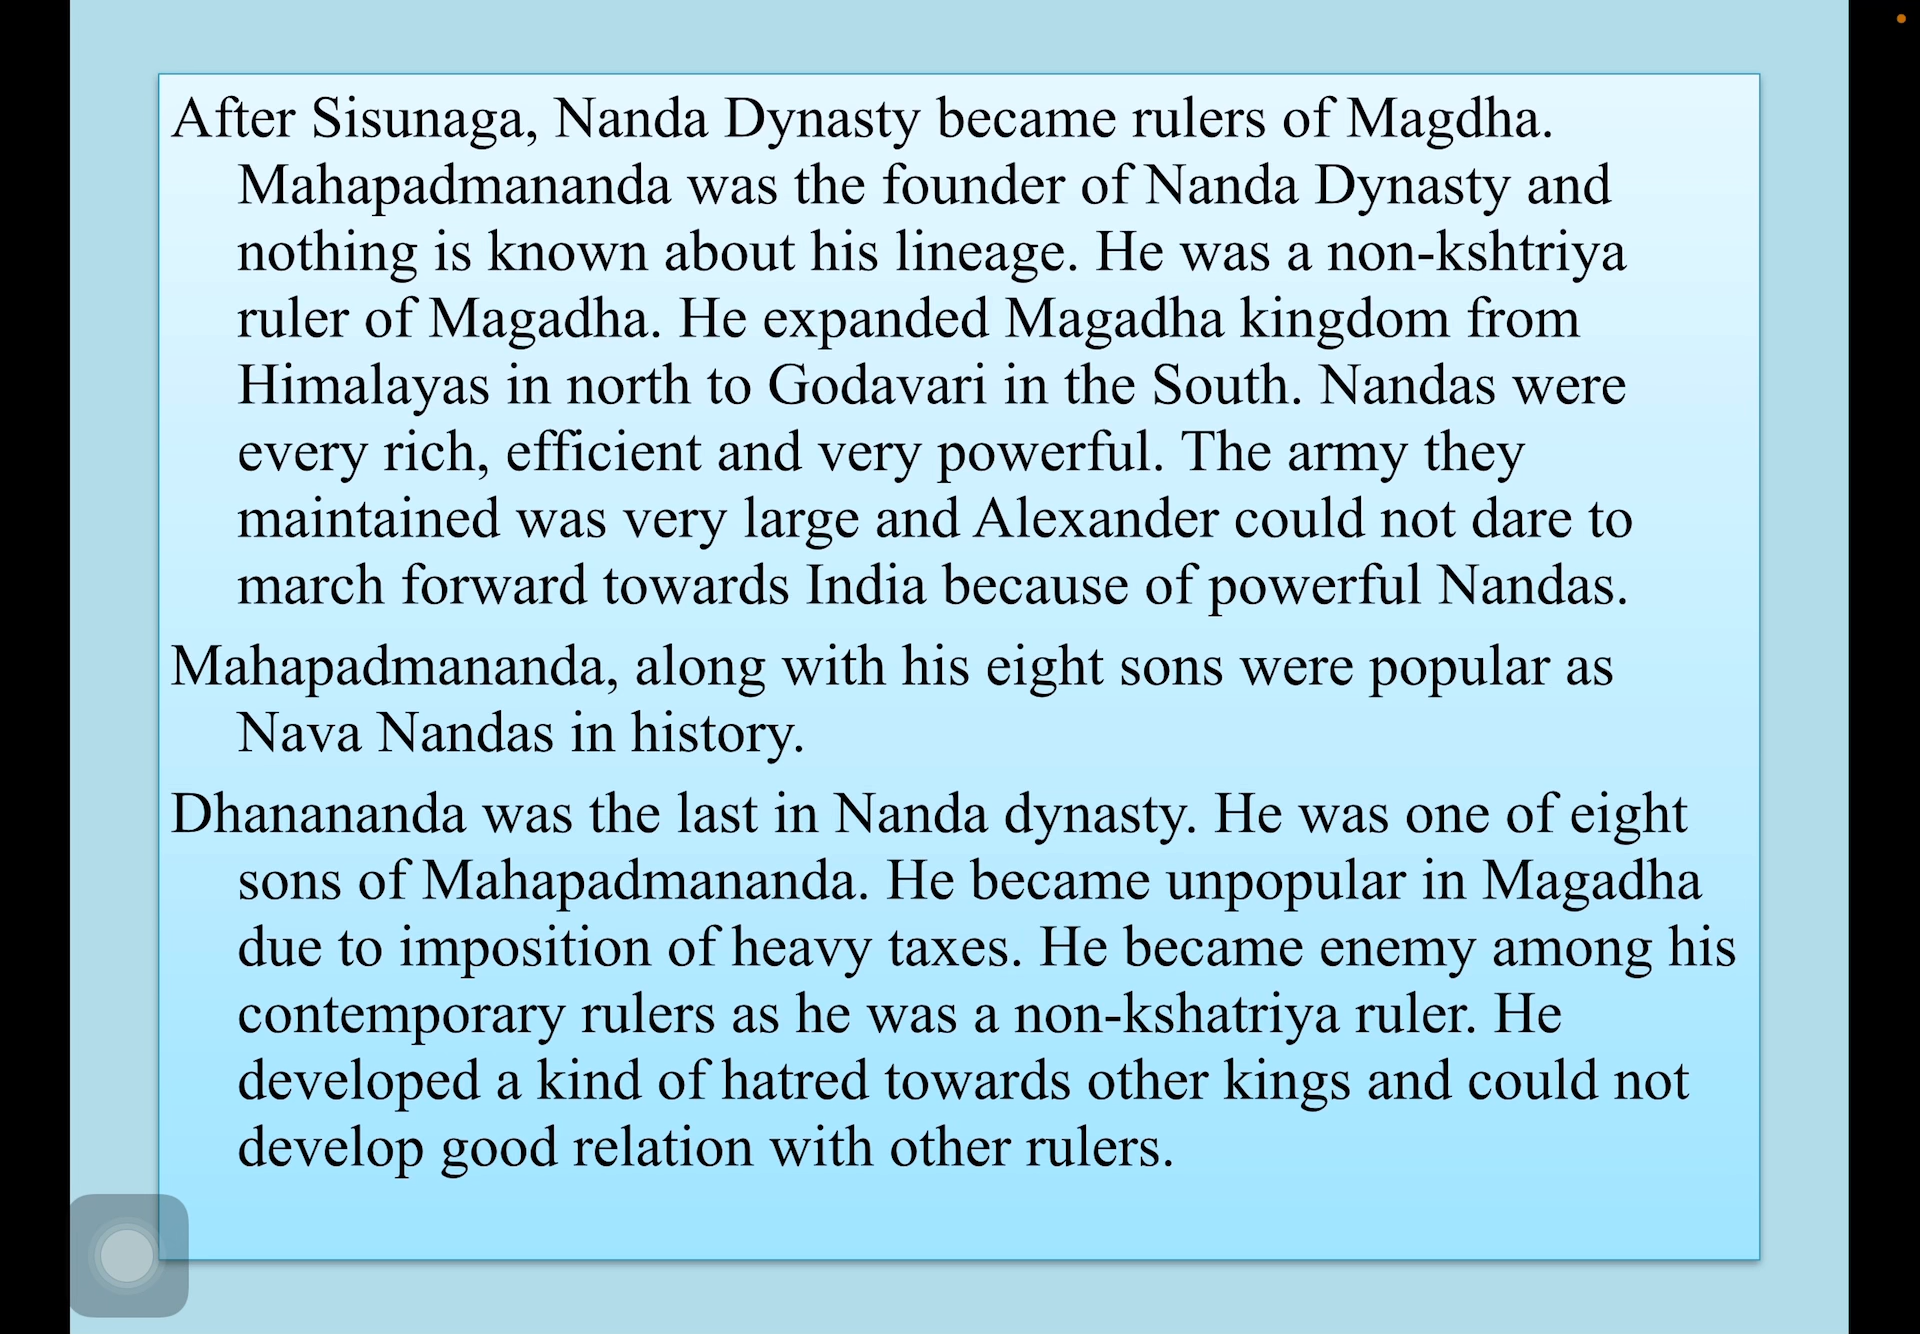 After Sisunaga, Nanda Dynasty became rulers of Magdha.
Mahapadmananda was the founder of Nanda Dynasty and
nothing is known about his lineage. He was a non-kshtriya
ruler of Magadha. He expanded Magadha kingdom from
Himalayas in north to Godavari in the South. Nandas were
every rich, efficient and very powerful. The army they
maintained was very large and Alexander could not dare to
march forward towards India because of powerful Nandas.
Mahapadmananda, along with his eight sons were popular as
Nava Nandas in history.
Dhanananda was the last in Nanda dynasty. He was one of eight
sons of Mahapadmananda. He became unpopular in Magadha
due to imposition of heavy taxes. He became enemy among his
contemporary rulers as he was a non-kshatriya ruler. He
developed a kind of hatred towards other kings and could not
develop good relation with other rulers.